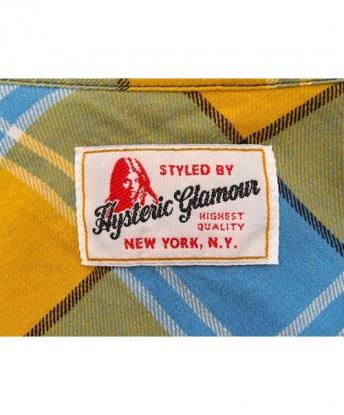 STYLED BY
Hysteric Glamour
HIGHEST
QUALITY
NEW YORK, N.Y.